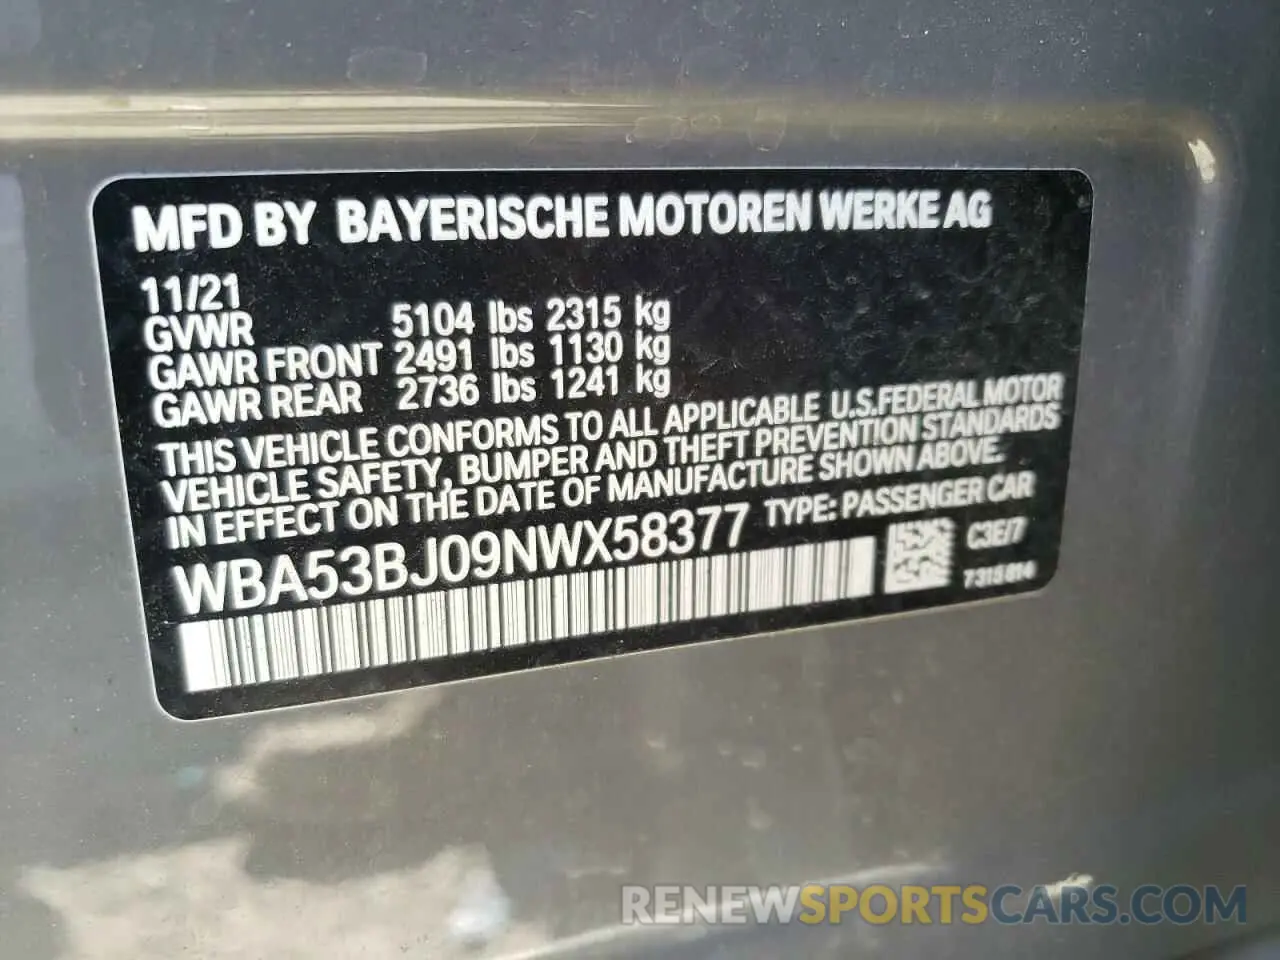 MFD BY BAYERISCHE MOTOREN WERKE AG
11/21
GVWR 5104 lbs 2315 kg
GAWR FRONT 2491 lbs 1130 kg
GAWR REAR 2736 lbs 1241 kg
THIS VEHICLE CONFORMS TO ALL APPLICABLE U.S.FEDERAL MOTOR
VEHICLE SAFETY, BUMPER AND THEFT PREVENTION STANDARDS
IN EFFECT ON THE DATE OF MANUFACTURE SHOWN ABOVE.
WBA53BJ09NWX58377 TYPE: PASSENGER CAR
C3E/7
7 315 014
RENEWSPORTSCARS.COM